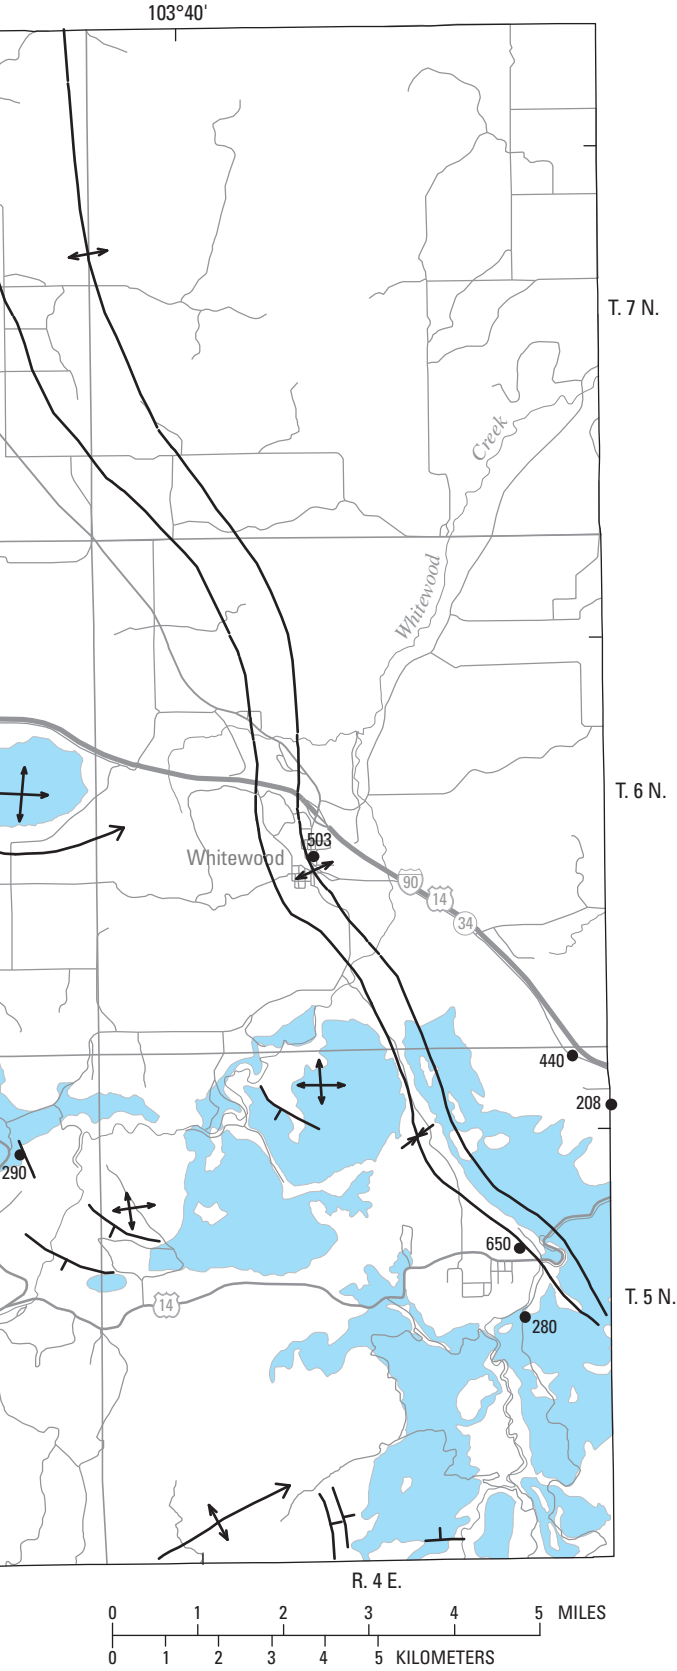 103°40'
T. 7 N.
Creek
Whitewood
T. 6 N.
503
Whitewood
90
14
34
440
208
290
650
T. 5 N.
14
280
R. 4 E.
0 1 2 3 4 5 MILES
0 1 2 3 4 5 KILOMETERS